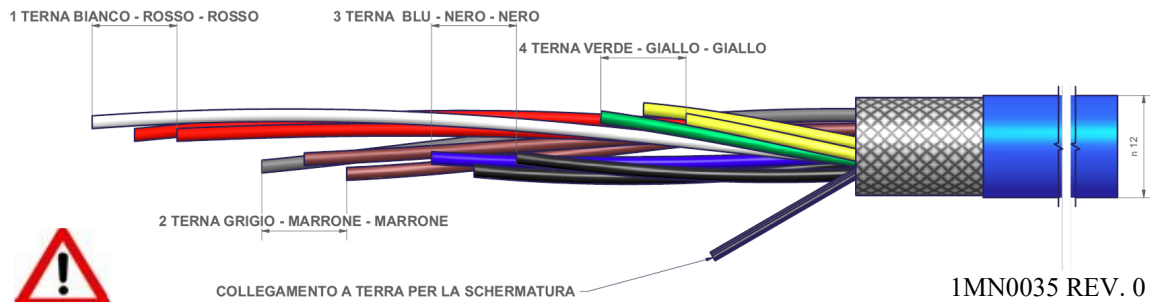 1 TERNA BIANCO - ROSSO - ROSSO
3 TERNA BLU - NERO - NERO
4 TERNA VERDE - GIALLO - GIALLO
n 12
2 TERNA GRIGIO - MARRONE - MARRONE
COLLEGAMENTO A TERRA PER LA SCHERMATURA
1MN0035 REV. 0